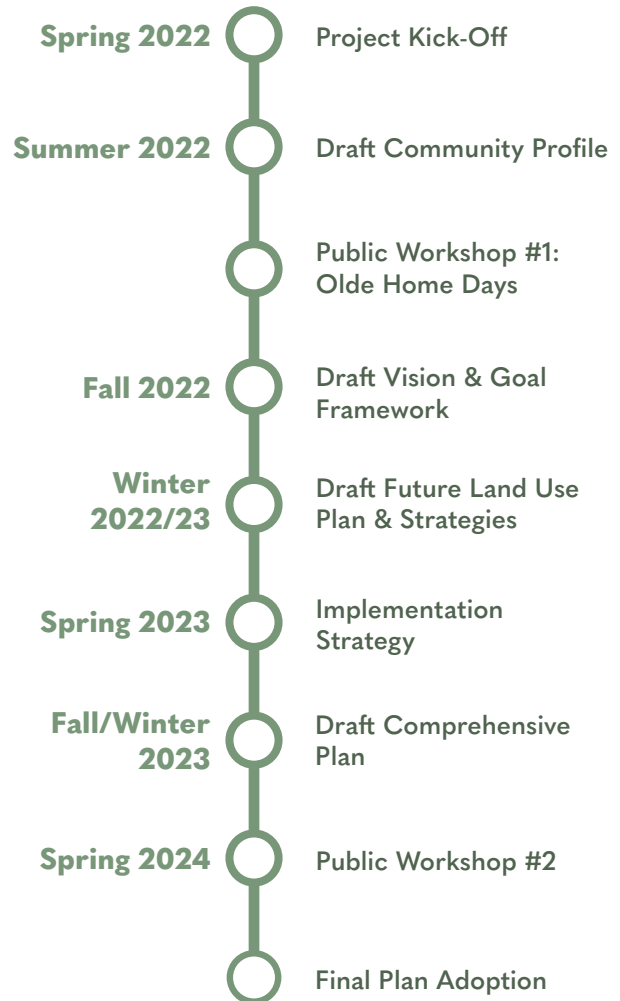 Spring 2022
Project Kick-Off
Summer 2022
Draft Community Profile
Public Workshop #1:
Olde Home Days
Fall 2022
Draft Vision & Goal
Framework
Winter
2022/23
Draft Future Land Use
Plan & Strategies
Spring 2023
Implementation
Strategy
Fall/Winter
2023
Draft Comprehensive
Plan
Spring 2024
Public Workshop #2
Final Plan Adoption